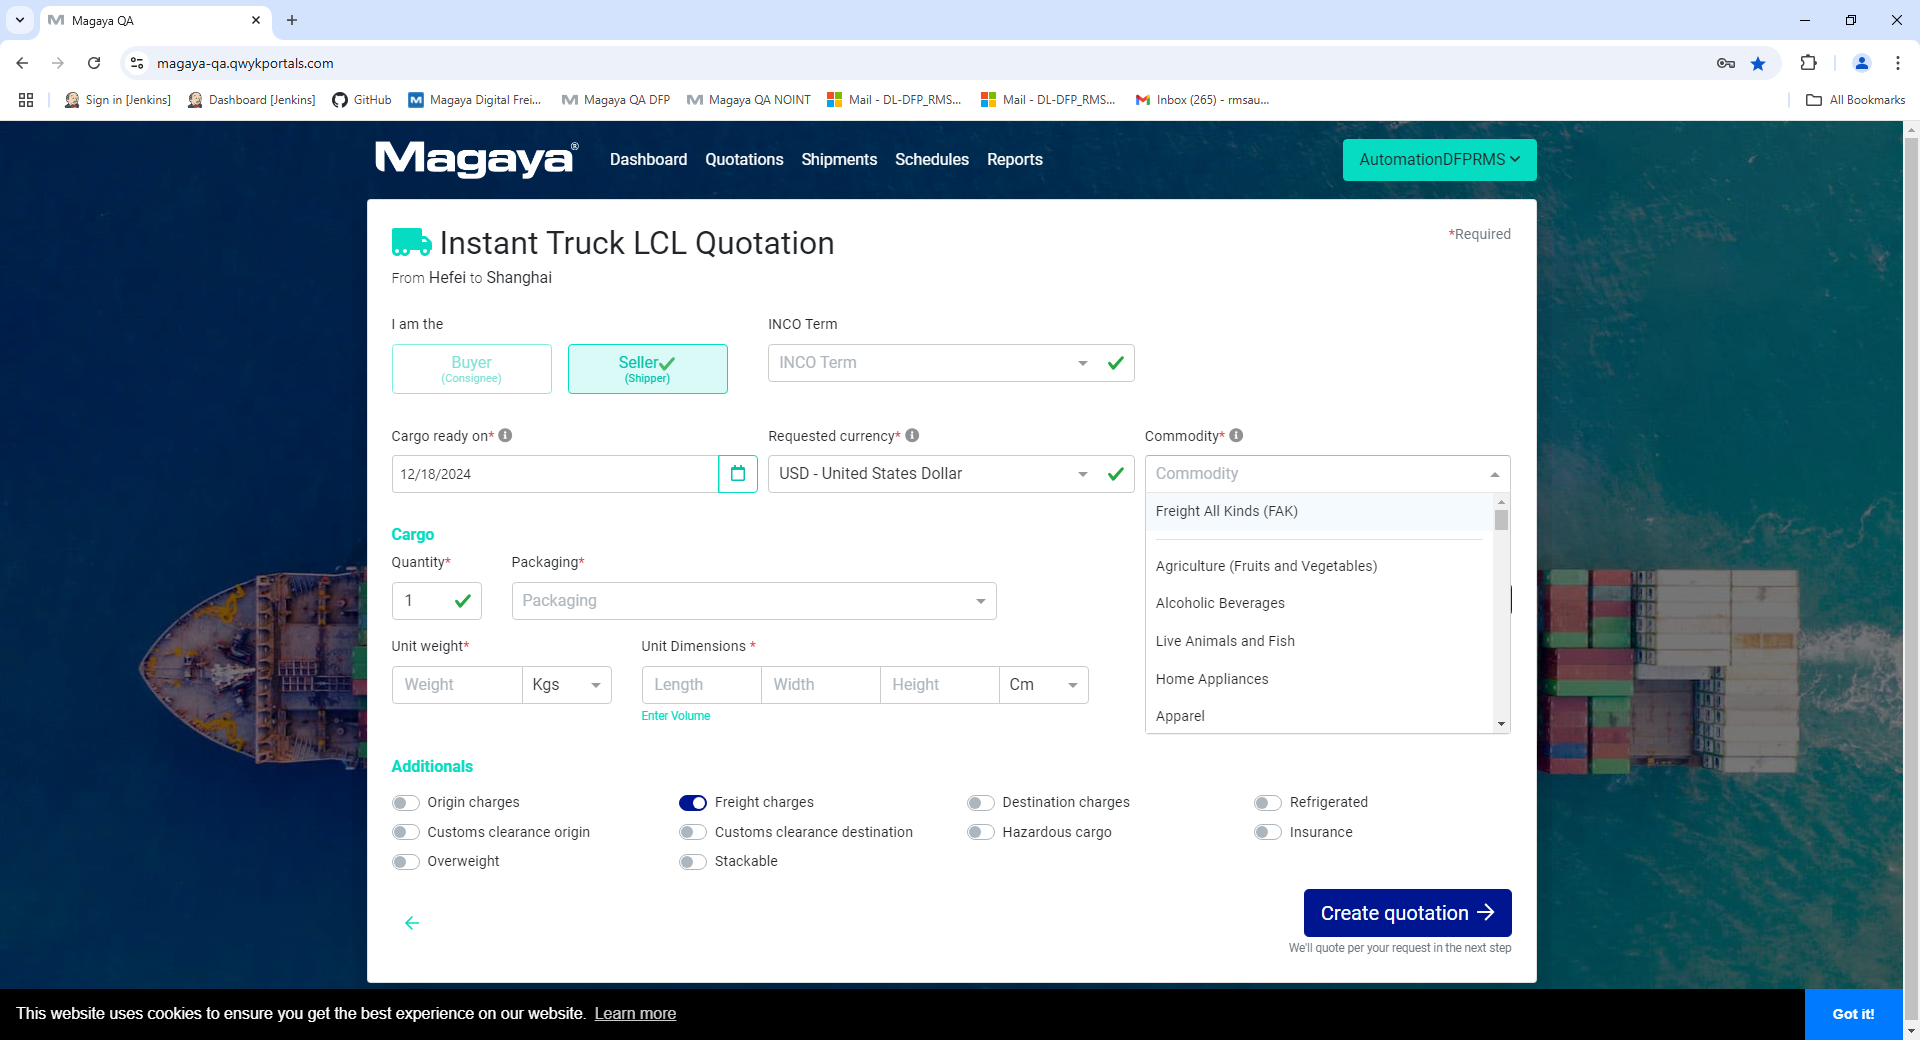 Magaya QA
magaya-qa.qwykportals.com
Sign in [Jenkins]
Dashboard [Jenkins]
GitHub
Magaya Digital Frei...
Magaya QA DFP
Magaya QA NOINT
Mail - DL-DFP_RMS...
Mail - DL-DFP_RMS...
Inbox (265) - rmsau...
All Bookmarks
Magaya®
Dashboard
Quotations
Shipments
Schedules
Reports
AutomationDFPRMS
Instant Truck LCL Quotation
*Required
From Hefei to Shanghai
I am the
INCO Term
Buyer
(Consignee)
Seller
(Shipper)
INCO Term
Cargo ready on*
Requested currency*
Commodity*
12/18/2024
USD - United States Dollar
Commodity
Freight All Kinds (FAK)
Agriculture (Fruits and Vegetables)
Alcoholic Beverages
Live Animals and Fish
Home Appliances
Apparel
Cargo
Quantity*
Packaging*
1
Packaging
Unit weight*
Unit Dimensions *
Weight
Kgs
Length
Width
Height
Cm
Enter Volume
Additionals
Origin charges
Freight charges
Destination charges
Refrigerated
Customs clearance origin
Customs clearance destination
Hazardous cargo
Insurance
Overweight
Stackable
Create quotation
We'll quote per your request in the next step
This website uses cookies to ensure you get the best experience on our website. Learn more
Got it!